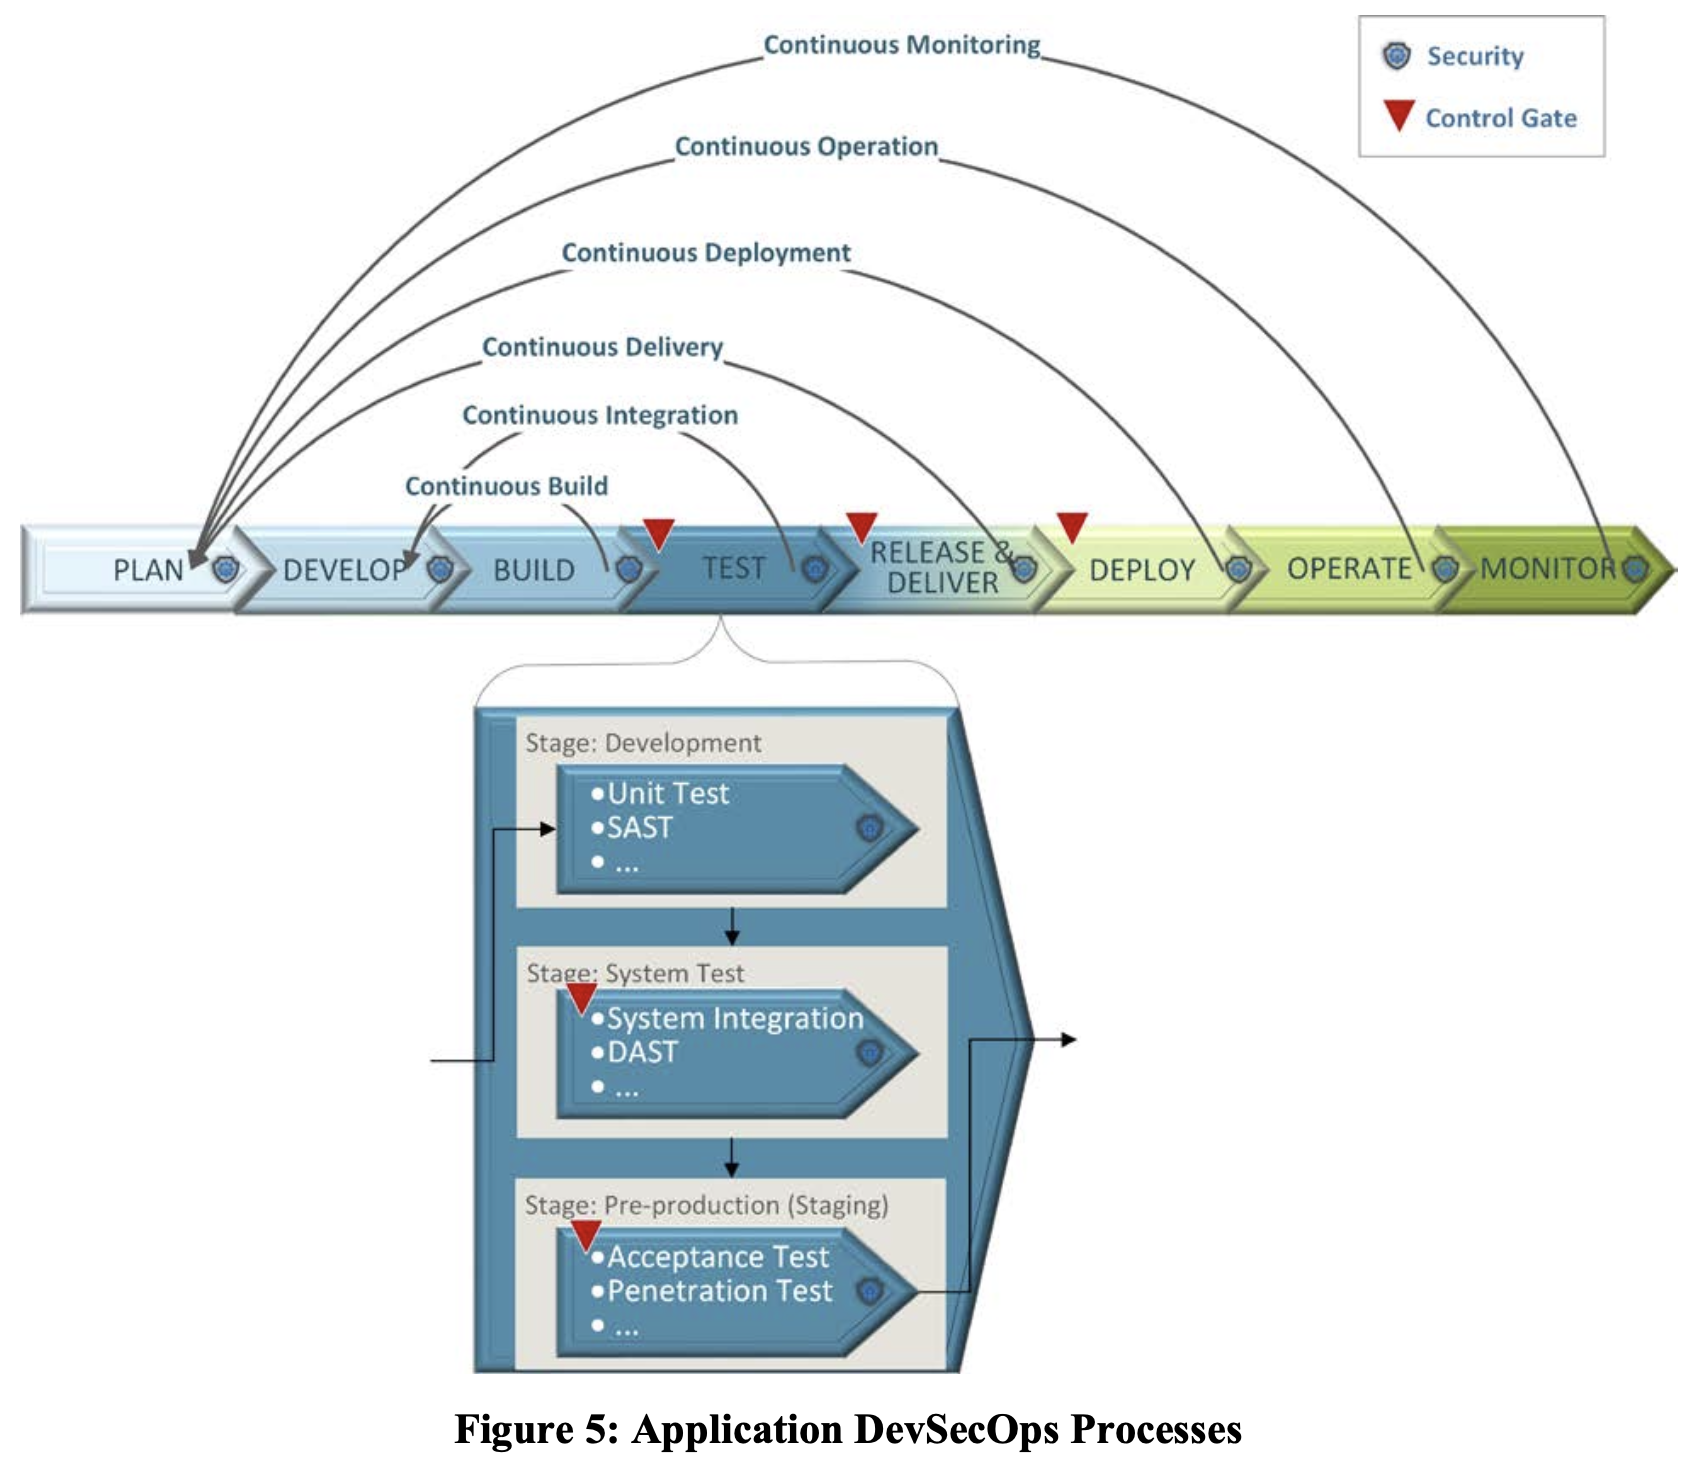 Continuous Monitoring
Security
Control Gate
Continuous Operation
Continuous Deployment
Continuous Delivery
Continuous Integration
Continuous Build
PLAN
DEVELOP
BUILD
TEST
RELEASE &
DELIVER
DEPLOY
OPERATE
MONITOR
Stage: Development
•Unit Test
•SAST
• ...
Stage: System Test
•System Integration
•DAST
• ...
Stage: Pre-production (Staging)
•Acceptance Test
•Penetration Test
• ...
Figure 5: Application DevSecOps Processes